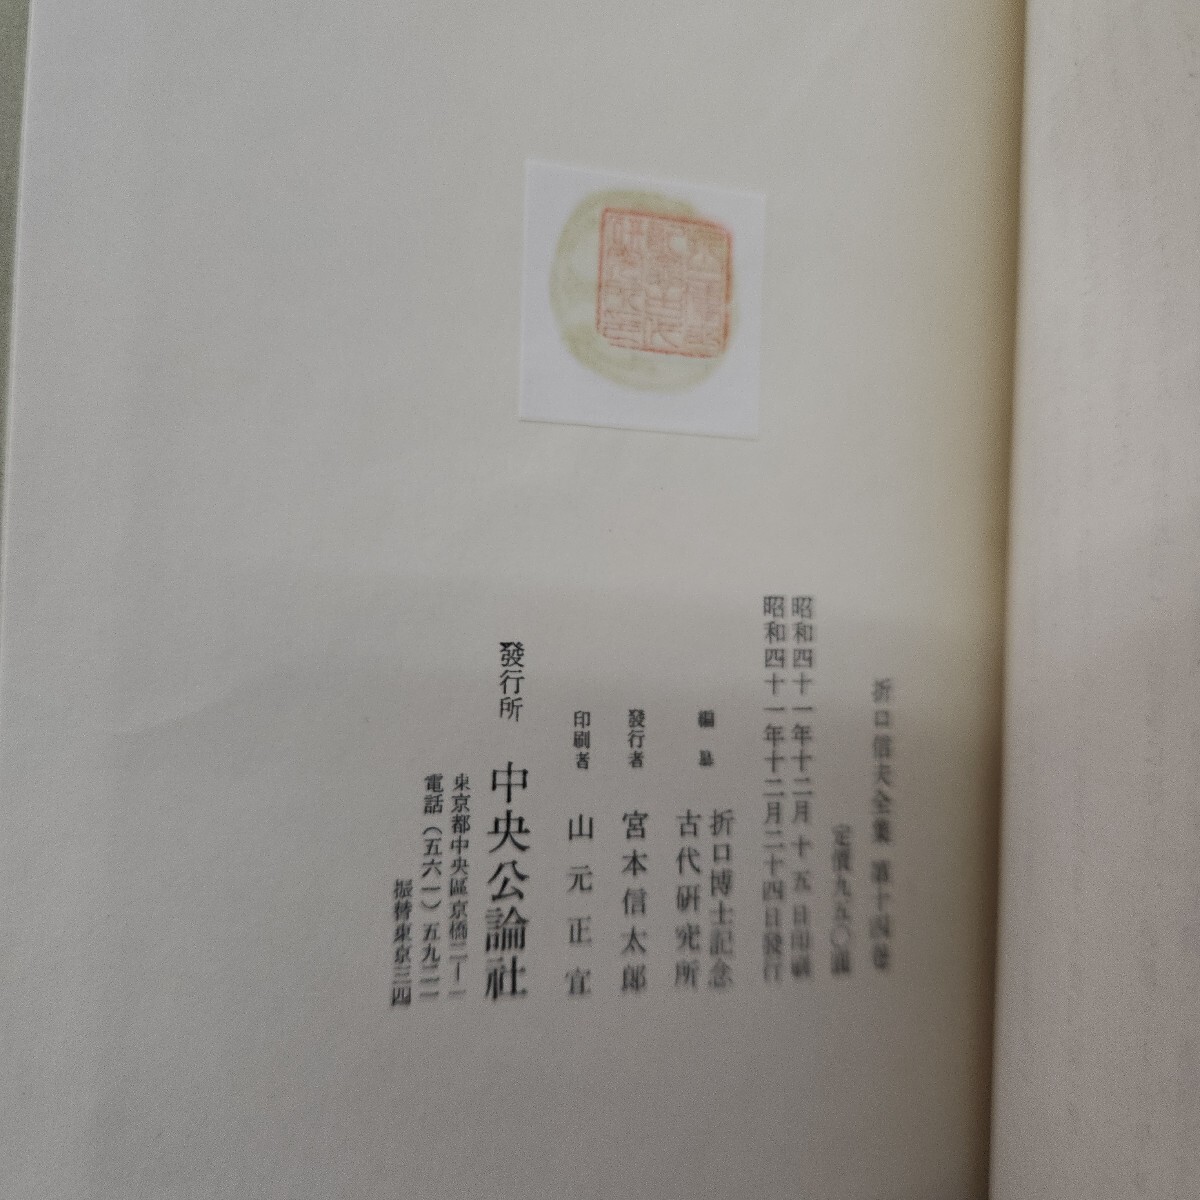 折口信夫全集 第十四卷
定價九五〇圓
昭和四十一年十二月十五日印刷
昭和四十一年十二月二十四日發行
編纂 折口博士記念
古代研究所
發行者 宮本信太郎
印刷者 山元正宜
發行所 中央公論社
東京都中央區京橋二ー一
電話(五六一)五九二一
振替東京三四